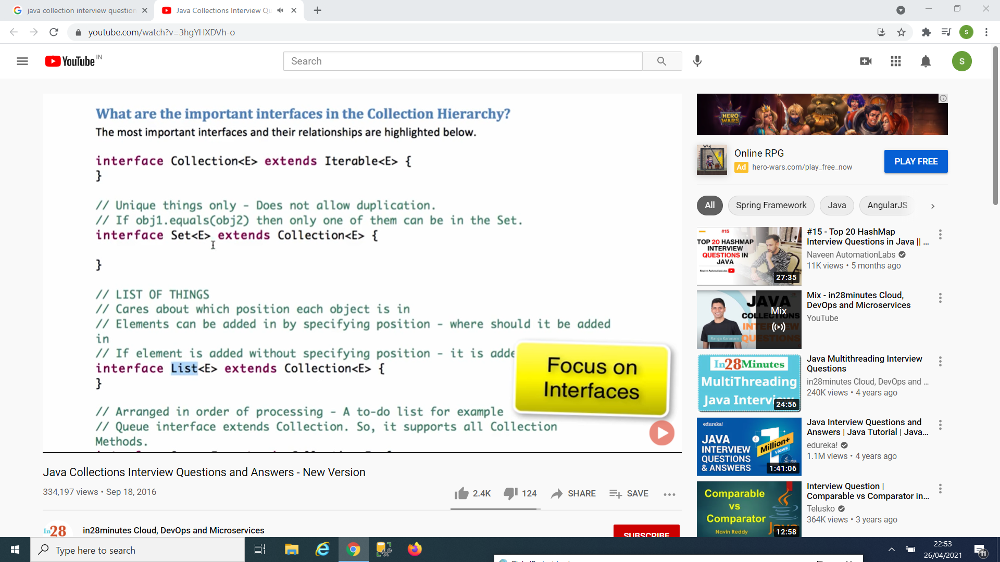 java collection interview question
Java Collections Interview Qu
youtube.com/watch?v=3hgYHXDVh-o
S
YouTube IN
Search
S
What are the important interfaces in the Collection Hierarchy?
The most important interfaces and their relationships are highlighted below.
interface Collection<E> extends Iterable<E> {
}
// Unique things only - Does not allow duplication.
// If obj1.equals(obj2) then only one of them can be in the Set.
interface Set<E> extends Collection<E> {
}
// LIST OF THINGS
// Cares about which position each object is in
// Elements can be added in by specifying position - where should it be added
in
// If element is added without specifying position - it is adde
interface List<E> extends Collection<E> {
}
// Arranged in order of processing - A to-do list for example
// Queue interface extends Collection. So, it supports all Collection
Methods.
Focus on
Interfaces
Java Collections Interview Questions and Answers - New Version
334,197 views • Sep 18, 2016
2.4K
124
SHARE
SAVE
In28
in28minutes Cloud, DevOps and Microservices
SUBSCRIBE
HERO
WARS
Online RPG
Ad hero-wars.com/play_free_now
PLAY FREE
All
Spring Framework
Java
AngularJS
#15
TOP 20 HASHMAP
INTERVIEW
QUESTIONS IN
JAVA
Naveen AutomationLabs
27:35
#15 - Top 20 HashMap
Interview Questions in Java || ...
Naveen AutomationLabs
11K views • 5 months ago
JAVA
COLLECTIONS
INTERVIEW
QUESTIONS
Ranga Karanam
Mix
Mix - in28minutes Cloud,
DevOps and Microservices
YouTube
In28Minutes
MultiThreading
Java Interview
24:56
Java Multithreading Interview
Questions
in28minutes Cloud, DevOps and ...
240K views • 4 years ago
edureka!
JAVA
INTERVIEW
QUESTIONS
& ANSWERS
1
Million+
views
1:41:06
Java Interview Questions and
Answers | Java Tutorial | Java...
edureka!
1.1M views • 4 years ago
Comparable
vs
Comparator
Navin Reddy
Java
12:58
Interview Question |
Comparable vs Comparator in...
Telusko
364K views • 3 years ago
Type here to search
22:53
26/04/2021
11